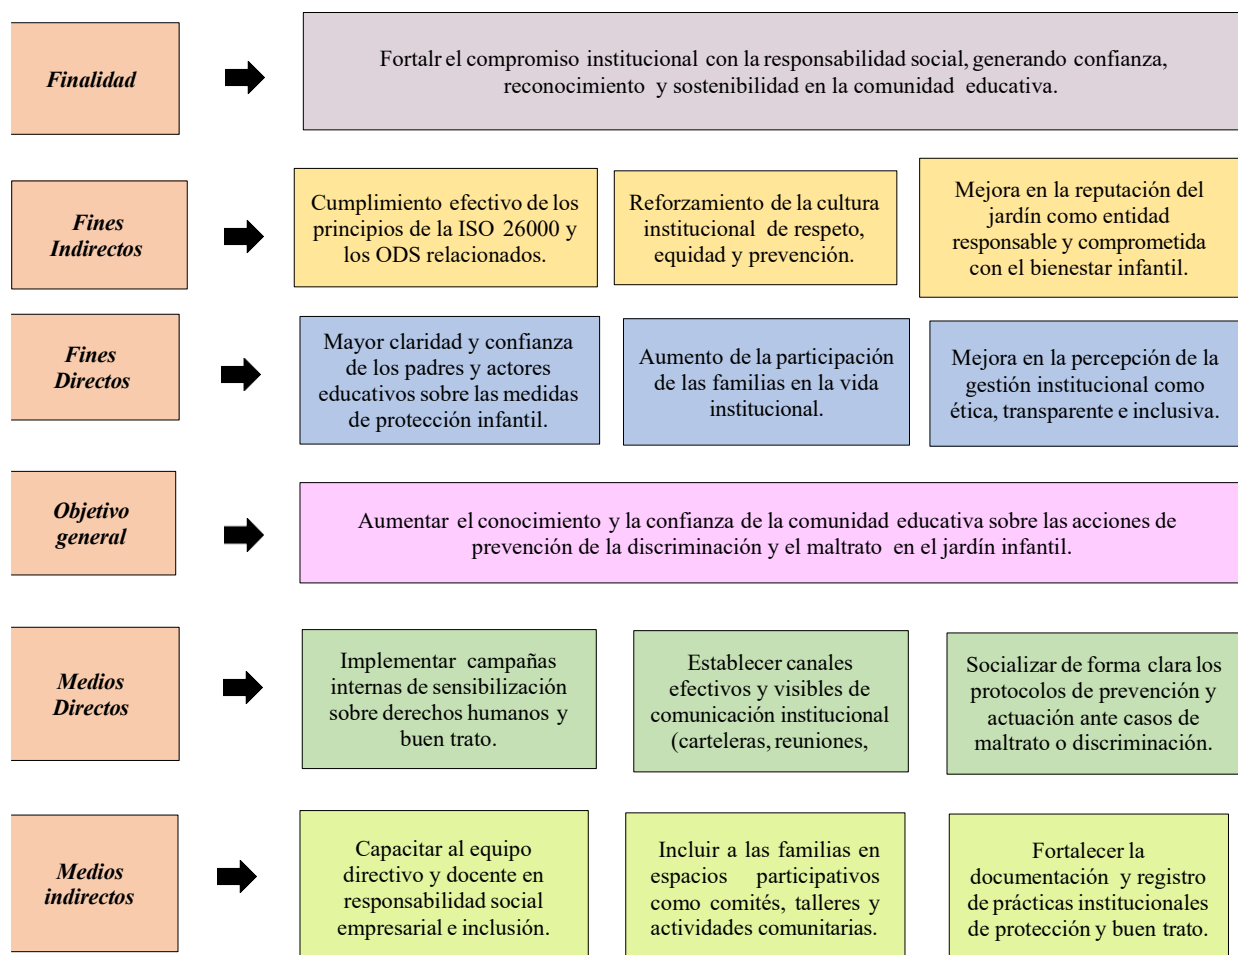 Finalidad
Fortalr el compromiso institucional con la responsabilidad social, generando confianza,
reconocimiento y sostenibilidad en la comunidad educativa.
Fines
Indirectos
Cumplimiento efectivo de los
principios de la ISO 26000 y
los ODS relacionados.
Reforzamiento de la cultura
institucional de respeto,
equidad y prevención.
Mejora en la reputación del
jardín como entidad
responsable y comprometida
con el bienestar infantil.
Fines
Directos
Mayor claridad y confianza
de los padres y actores
educativos sobre las medidas
de protección infantil.
Aumento de la participación
de las familias en la vida
institucional.
Mejora en la percepción de la
gestión institucional como
ética, transparente e inclusiva.
Objetivo
general
Aumentar el conocimiento y la confianza de la comunidad educativa sobre las acciones de
prevención de la discriminación y el maltrato en el jardín infantil.
Medios
Directos
Implementar campañas
internas de sensibilización
sobre derechos humanos y
buen trato.
Establecer canales
efectivos y visibles de
comunicación institucional
(carteleras, reuniones,
Socializar de forma clara los
protocolos de prevención y
actuación ante casos de
maltrato o discriminación.
Medios
indirectos
Capacitar al equipo
directivo y docente en
responsabilidad social
empresarial e inclusión.
Incluir a las familias en
espacios participativos
como comités, talleres y
actividades comunitarias.
Fortalecer la
documentación y registro
de prácticas institucionales
de protección y buen trato.